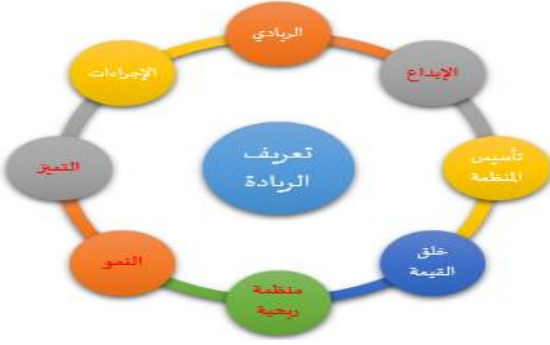 تعريف
الريادة
الريادي
الإبداع
تأسيس
المنظمة
خلق
القيمة
منظمة
ربحية
النمو
التميز
الإجراءات